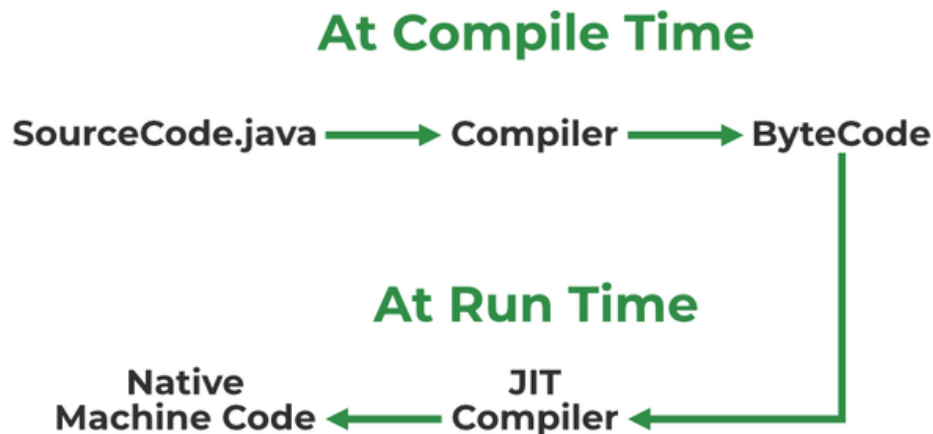 At Compile Time
SourceCode.java Compiler ByteCode
At Run Time
Native JIT
Machine Code Compiler